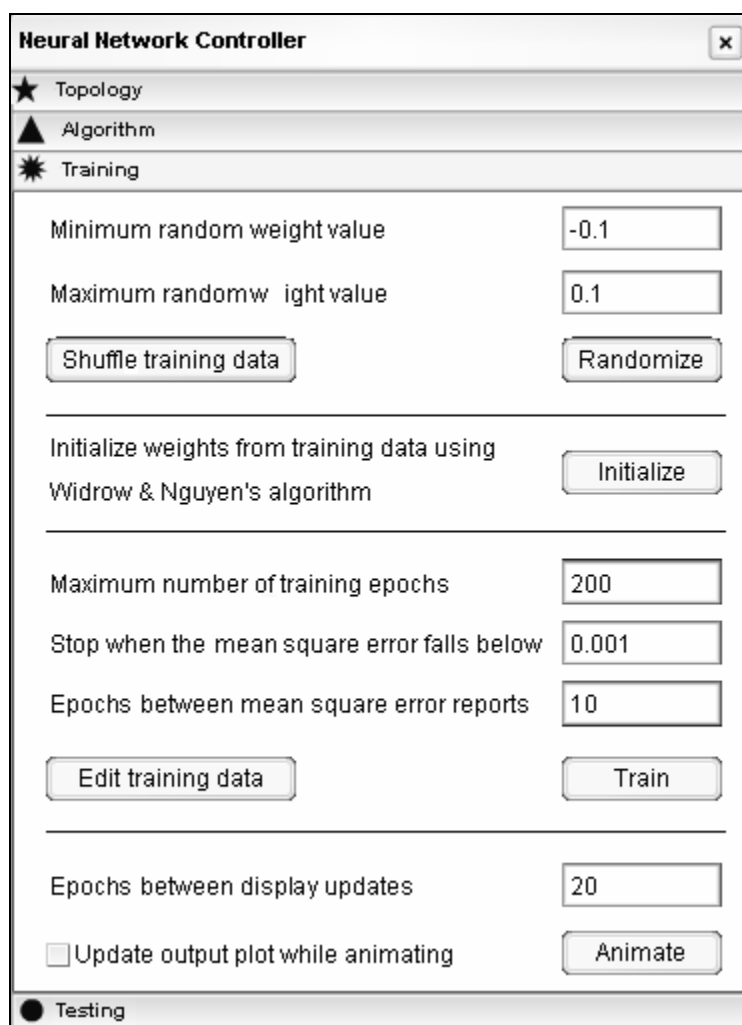 Neural Network Controller
Topology
Algorithm
Training
Minimum random weight value -0.1
Maximum randomw ight value 0.1
Shuffle training data Randomize
Initialize weights from training data using
Widrow & Nguyen's algorithm Initialize
Maximum number of training epochs 200
Stop when the mean square error falls below 0.001
Epochs between mean square error reports 10
Edit training data Train
Epochs between display updates 20
Update output plot while animating Animate
Testing